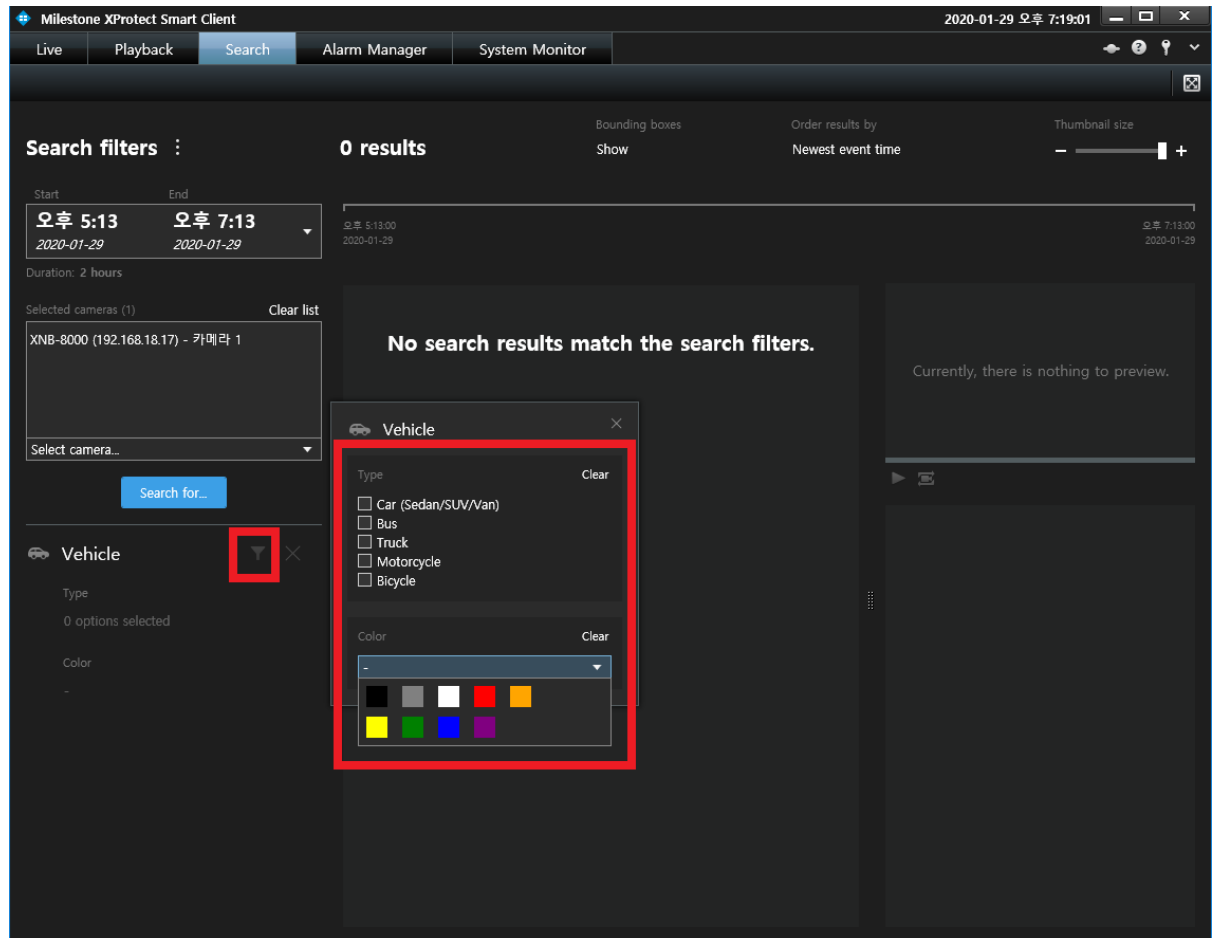 Milestone XProtect Smart Client
2020-01-29 오후 7:19:01
Live Playback Search Alarm Manager System Monitor
Search filters
Start End
오후 5:13 오후 7:13
2020-01-29 2020-01-29
Duration: 2 hours
Selected cameras (1) Clear list
XNB-8000 (192.168.18.17) - 카메라 1
Select camera...
Search for...
Vehicle
Type
0 options selected
Color
-
0 results
Bounding boxes
Show
Order results by
Newest event time
Thumbnail size
오후 5:13:00
2020-01-29
오후 7:13:00
2020-01-29
No search results match the search filters.
Currently, there is nothing to preview.
Vehicle
Type Clear
Car (Sedan/SUV/Van)
Bus
Truck
Motorcycle
Bicycle
Color Clear
-